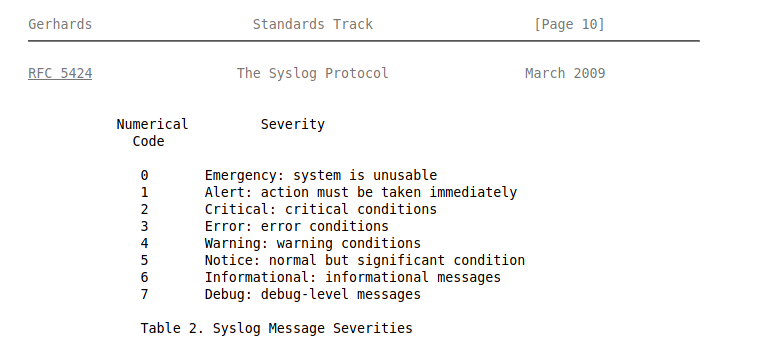 Gerhards Standards Track [Page 10]
RFC 5424 The Syslog Protocol March 2009
Numerical Severity
Code
0 Emergency: system is unusable
1 Alert: action must be taken immediately
2 Critical: critical conditions
3 Error: error conditions
4 Warning: warning conditions
5 Notice: normal but significant condition
6 Informational: informational messages
7 Debug: debug-level messages
Table 2. Syslog Message Severities